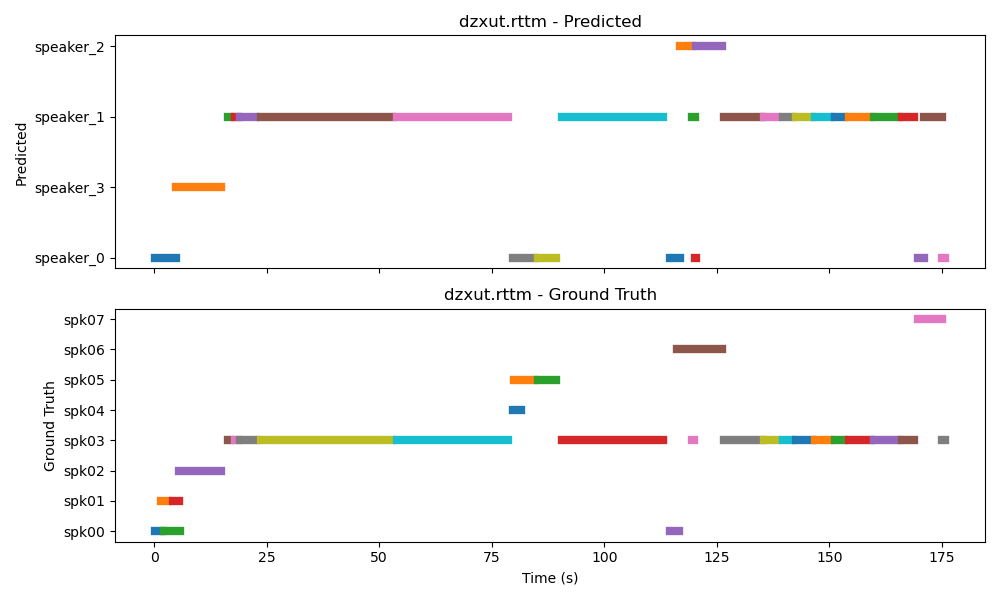 dzxut.rttm - Predicted
speaker_2
speaker_1
speaker_3
speaker_0
Predicted
dzxut.rttm - Ground Truth
spk07
spk06
spk05
spk04
spk03
spk02
spk01
spk00
Ground Truth
0 25 50 75 100 125 150 175
Time (s)